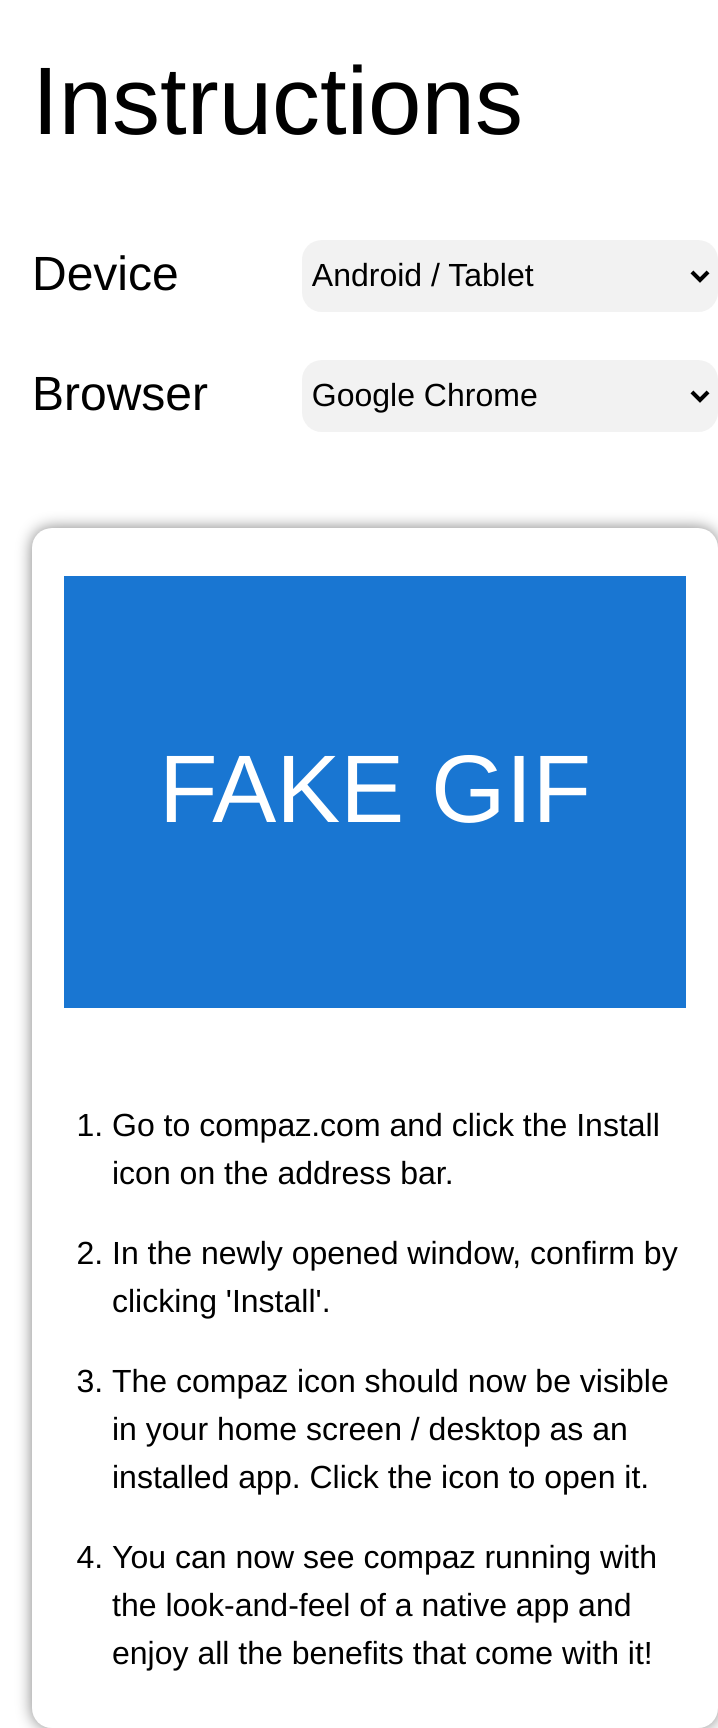 Instructions
Device
Android / Tablet
Browser
Google Chrome
FAKE GIF
1. Go to compaz.com and click the Install
icon on the address bar.
2. In the newly opened window, confirm by
clicking 'Install'.
3. The compaz icon should now be visible
in your home screen / desktop as an
installed app. Click the icon to open it.
4. You can now see compaz running with
the look-and-feel of a native app and
enjoy all the benefits that come with it!